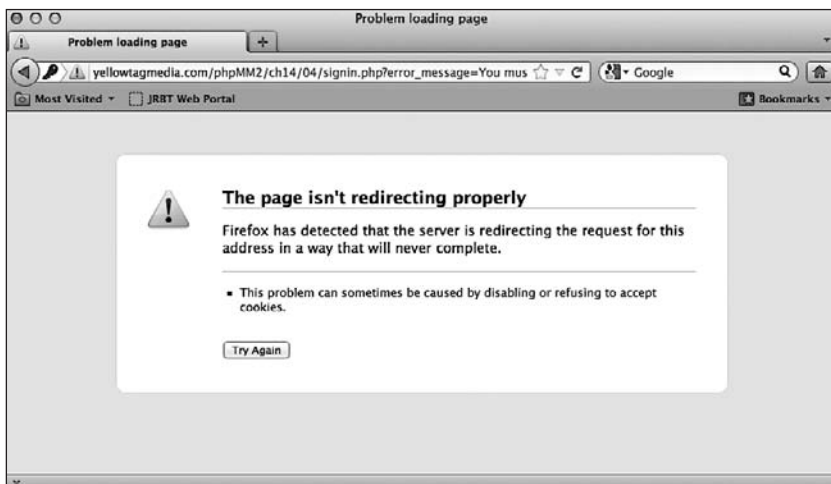 Problem loading page
Problem loading page
yellowtagmedia.com/phpMM2/ch14/04/signin.php?error_message=You mus
Google
Most Visited
JRBT Web Portal
Bookmarks
The page isn't redirecting properly
Firefox has detected that the server is redirecting the request for this
address in a way that will never complete.
This problem can sometimes be caused by disabling or refusing to accept
cookies.
Try Again